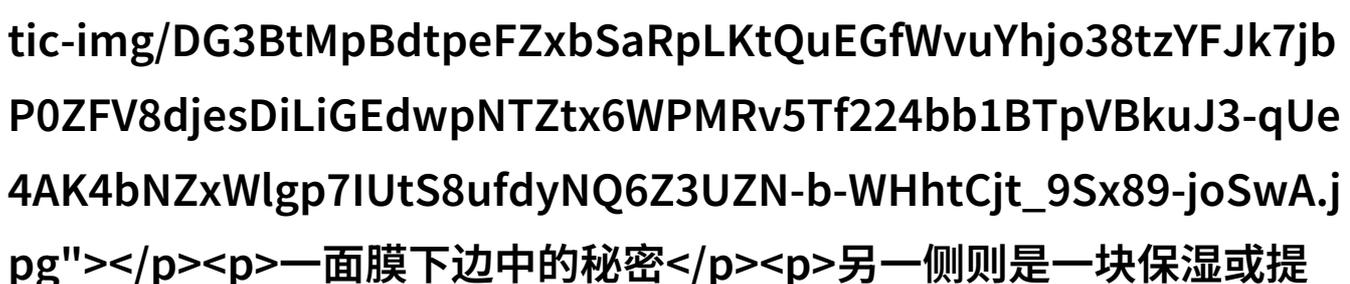 tic-img/DG3BtMpBdtpeFZxbSaRpLKtQuEGfWvuYhjo38tzYFJk7jb
P0ZFV8djesDiLiGEdwpNTZtx6WPMRv5Tf224bb1BTpVBkuJ3-qUe
4AK4bNZxWlgp7IUtS8ufdyNQ6Z3UZN-b-WHhtCjt_9Sx89-joSwA.j
pg"></p><p>一面膜下边中的秘密</p><p>另一侧则是一块保湿或提